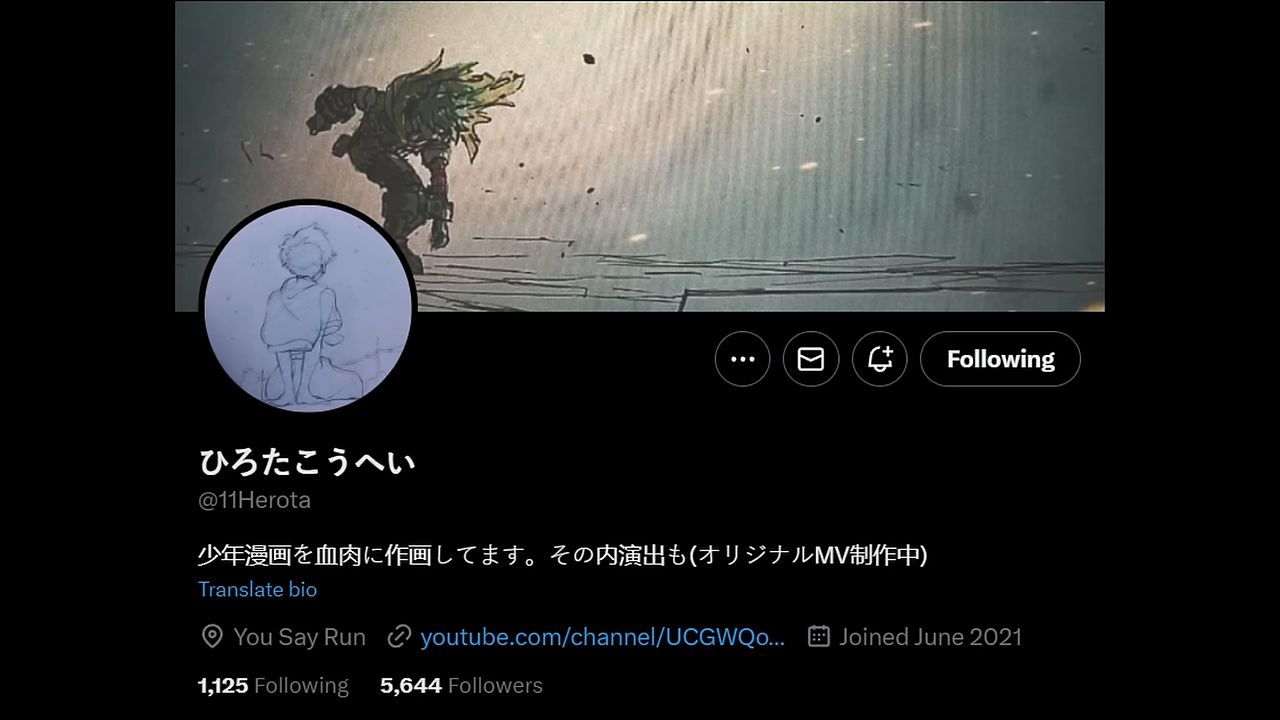 Following
ひろたこうへい
@11Herota
少年漫画を血肉に作画してます。その内演出も(オリジナルMV制作中)
Translate bio
You Say Run youtube.com/channel/UCGWQo... Joined June 2021
1,125 Following 5,644 Followers